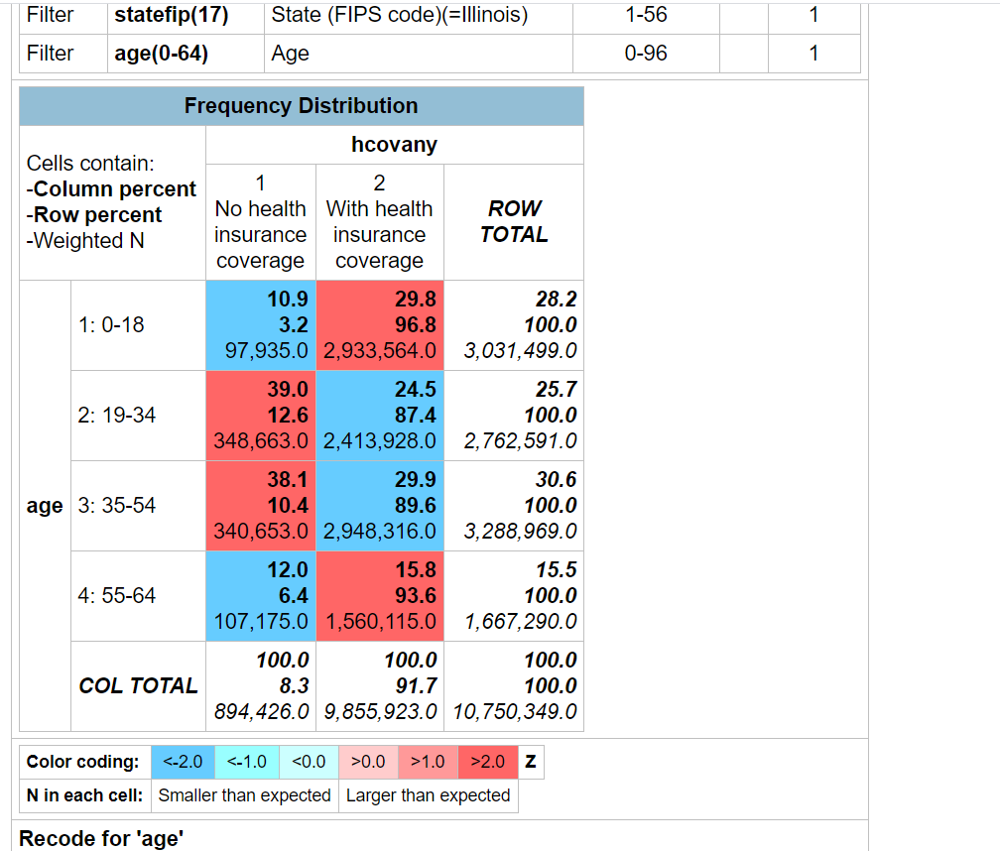 Filter statefip(17) State (FIPS code)(=Illinois) 1-56 1
Filter age(0-64) Age 0-96 1
Frequency Distribution
Cells contain:
-Column percent
-Row percent
-Weighted N
hcovany
1
No health
insurance
coverage
2
With health
insurance
coverage
ROW
TOTAL
age
1: 0-18
10.9 29.8 28.2
3.2 96.8 100.0
97,935.0 2,933,564.0 3,031,499.0
2: 19-34
39.0 24.5 25.7
12.6 87.4 100.0
348,663.0 2,413,928.0 2,762,591.0
3: 35-54
38.1 29.9 30.6
10.4 89.6 100.0
340,653.0 2,948,316.0 3,288,969.0
4: 55-64
12.0 15.8 15.5
6.4 93.6 100.0
107,175.0 1,560,115.0 1,667,290.0
COL TOTAL
100.0 100.0 100.0
8.3 91.7 100.0
894,426.0 9,855,923.0 10,750,349.0
Color coding: <-2.0 <-1.0 <0.0 >0.0 >1.0 >2.0 Z
N in each cell: Smaller than expected Larger than expected
Recode for 'age'